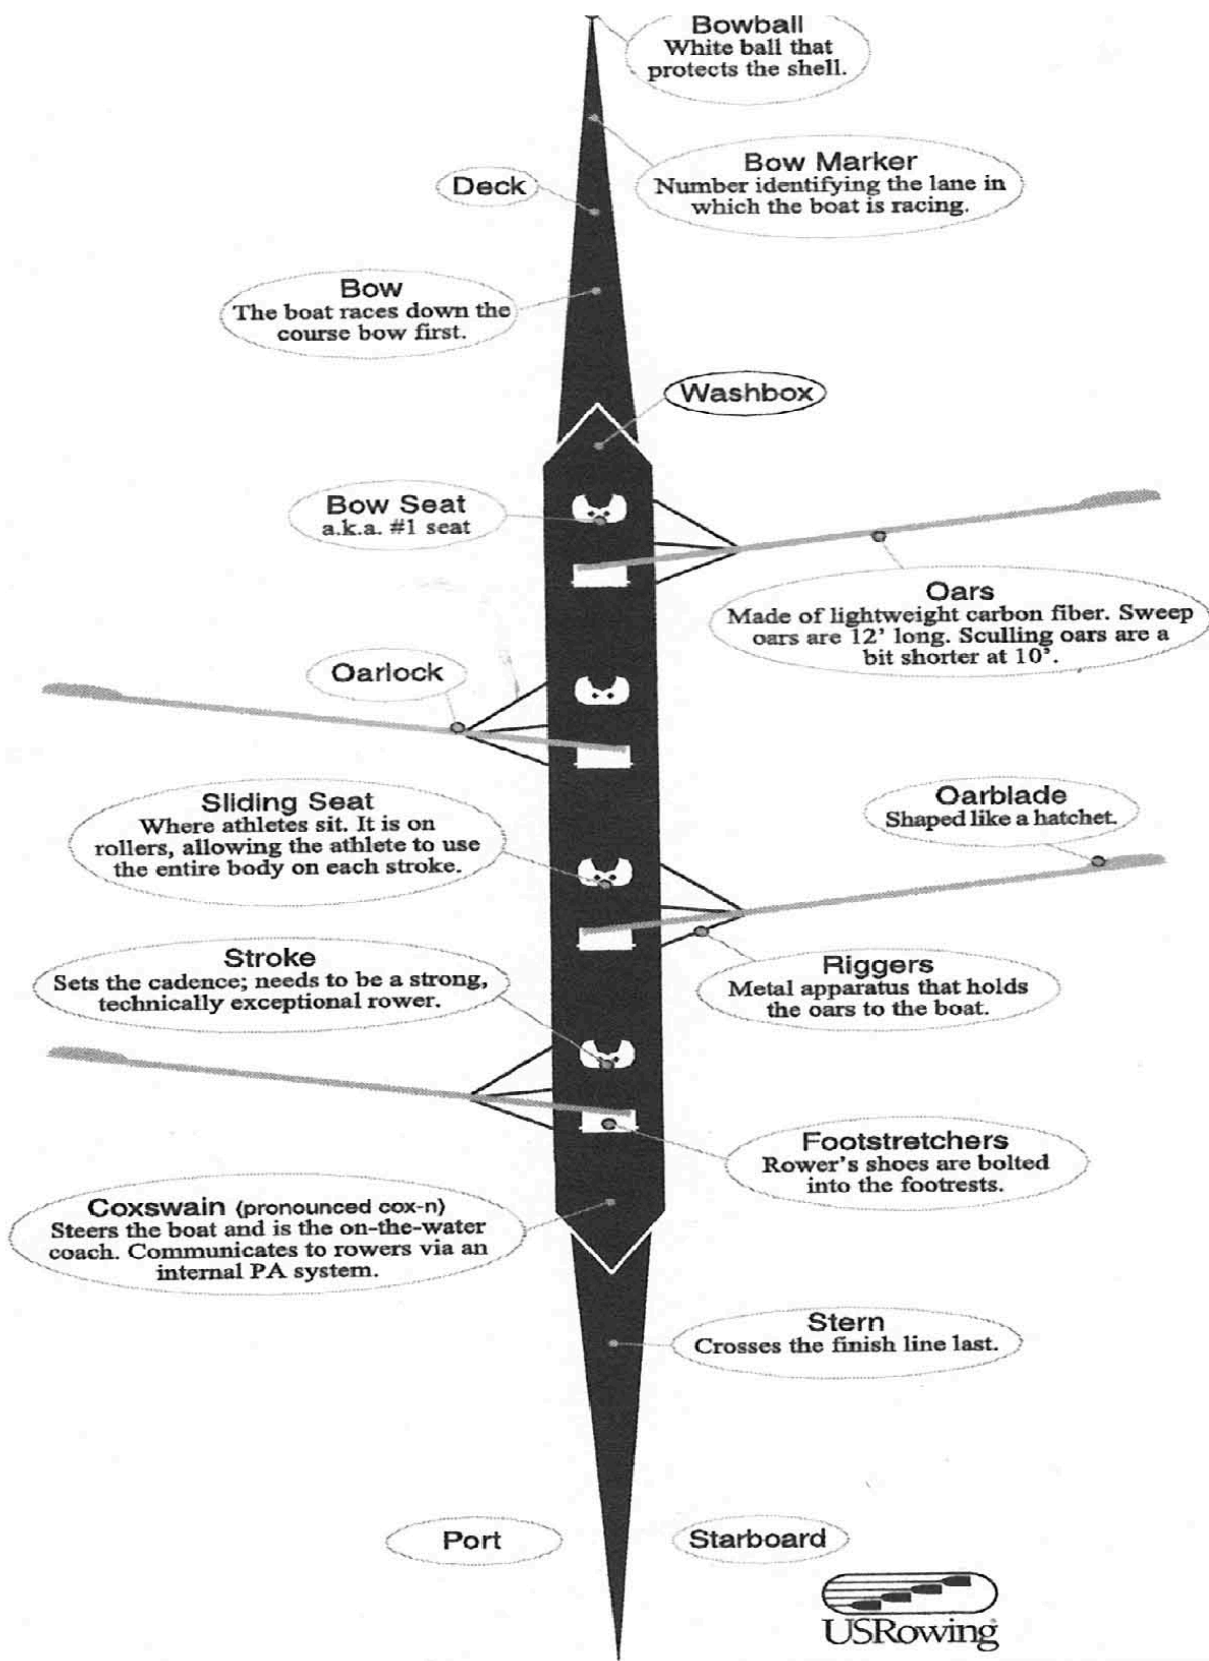 Bowball
White ball that
protects the shell.
Bow Marker
Number identifying the lane in
which the boat is racing.
Deck
Bow
The boat races down the
course bow first.
Washbox
Bow Seat
a.k.a. #1 seat
Oars
Made of lightweight carbon fiber. Sweep
oars are 12' long. Sculling oars are a
bit shorter at 10'.
Oarlock
Sliding Seat
Where athletes sit. It is on
rollers, allowing the athlete to use
the entire body on each stroke.
Oarblade
Shaped like a hatchet.
Stroke
Sets the cadence; needs to be a strong,
technically exceptional rower.
Riggers
Metal apparatus that holds
the oars to the boat.
Footstretchers
Rower's shoes are bolted
into the footrests.
Coxswain (pronounced cox-n)
Steers the boat and is the on-the-water
coach. Communicates to rowers via an
internal PA system.
Stern
Crosses the finish line last.
Port
Starboard
USRowing